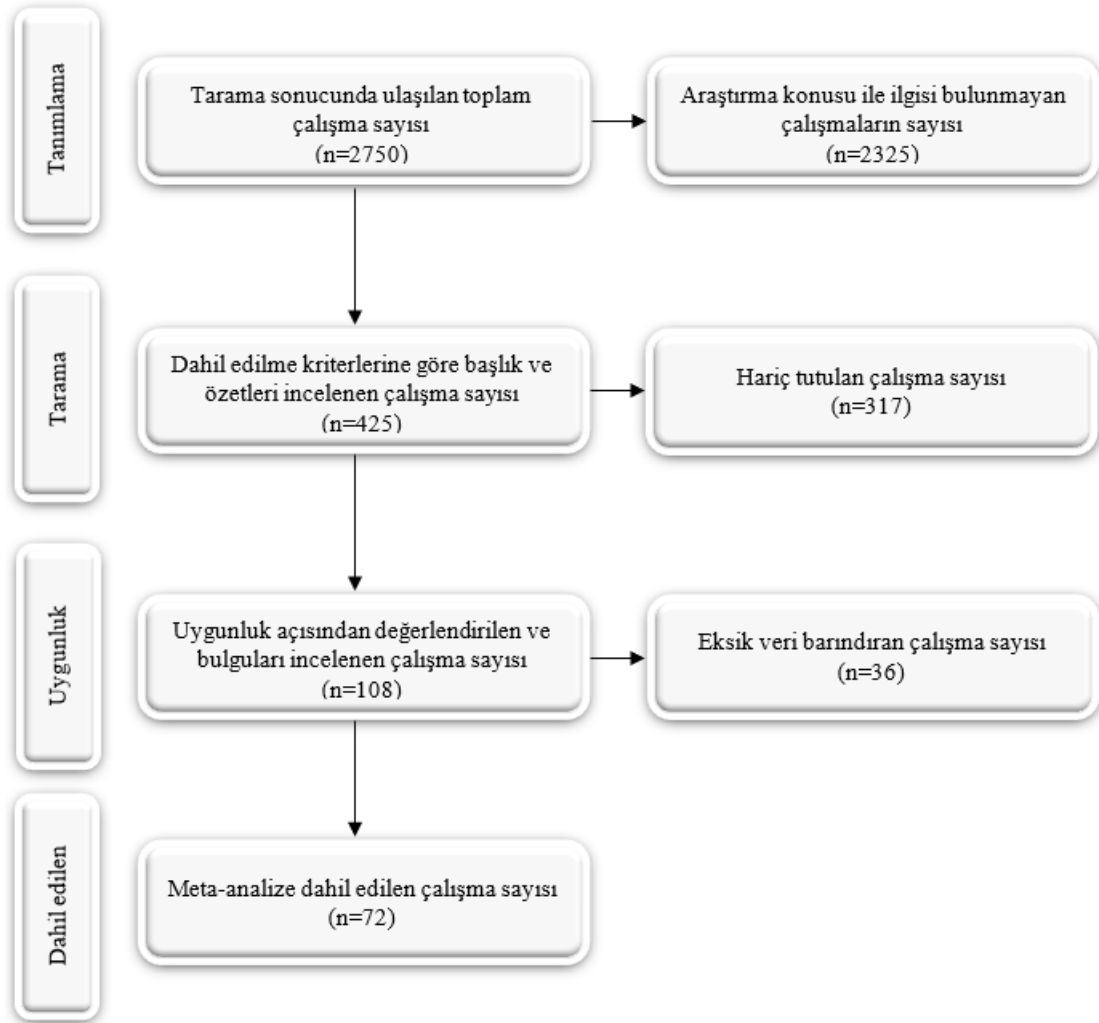 Tanımlama
Tarama sonucunda ulaşılan toplam
çalışma sayısı
(n=2750)
Araştırma konusu ile ilgisi bulunmayan
çalışmaların sayısı
(n=2325)
Tarama
Dahil edilme kriterlerine göre başlık ve
özetleri incelenen çalışma sayısı
(n=425)
Hariç tutulan çalışma sayısı
(n=317)
Uygunluk
Uygunluk açısından değerlendirilen ve
bulguları incelenen çalışma sayısı
(n=108)
Eksik veri barındıran çalışma sayısı
(n=36)
Dahil edilen
Meta-analize dahil edilen çalışma sayısı
(n=72)